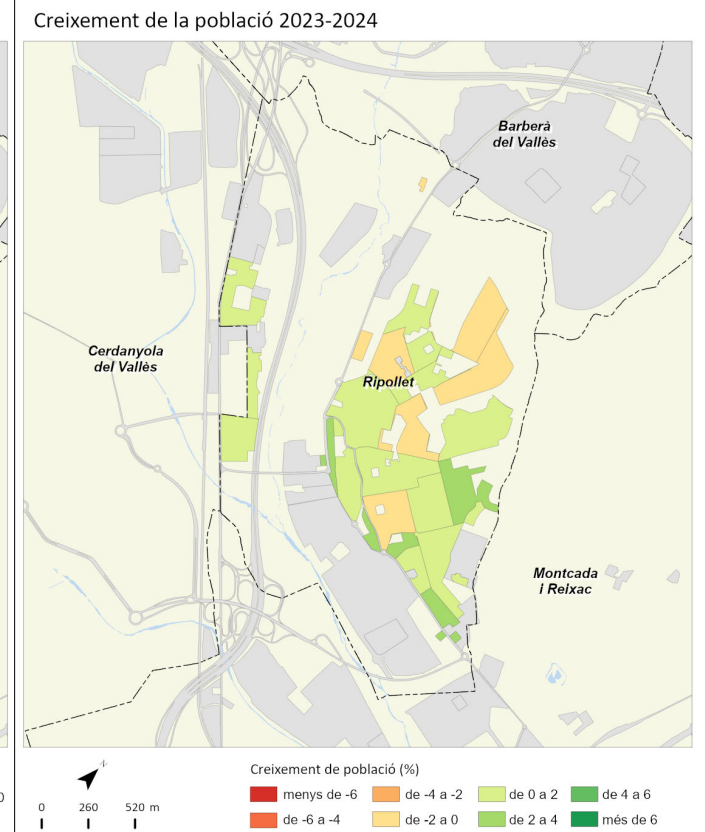 Creixement de la població 2023-2024
Barberà
del Vallès
Cerdanyola
del Vallès
Ripollet
Montcada
i Reixac
N
0
0 260 520 m
Creixement de població (%)
menys de -6
de -4 a -2
de 0 a 2
de 4 a 6
de -6 a -4
de -2 a 0
de 2 a 4
més de 6